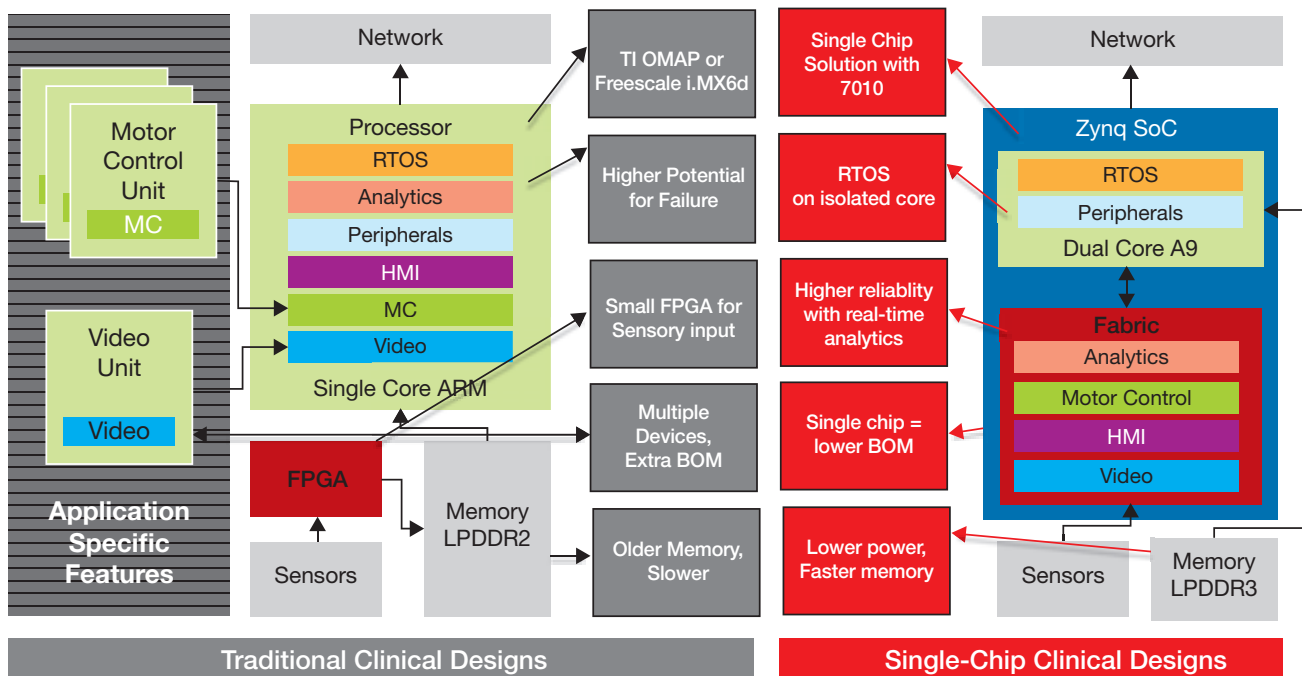 Motor
Control
Unit
MC
Video
Unit
Video
Application
Specific
Features
Network
Processor
RTOS
Analytics
Peripherals
HMI
MC
Video
Single Core ARM
FPGA
Sensors
Memory
LPDDR2
TI OMAP or
Freescale i.MX6d
Higher Potential
for Failure
Small FPGA for
Sensory input
Multiple
Devices,
Extra BOM
Older Memory,
Slower
Traditional Clinical Designs
Single Chip
Solution with
7010
RTOS
on isolated core
Higher reliablity
with real-time
analytics
Single chip =
lower BOM
Lower power,
Faster memory
Network
Zynq SoC
RTOS
Peripherals
Dual Core A9
Fabric
Analytics
Motor Control
HMI
Video
Sensors
Memory
LPDDR3
Single-Chip Clinical Designs